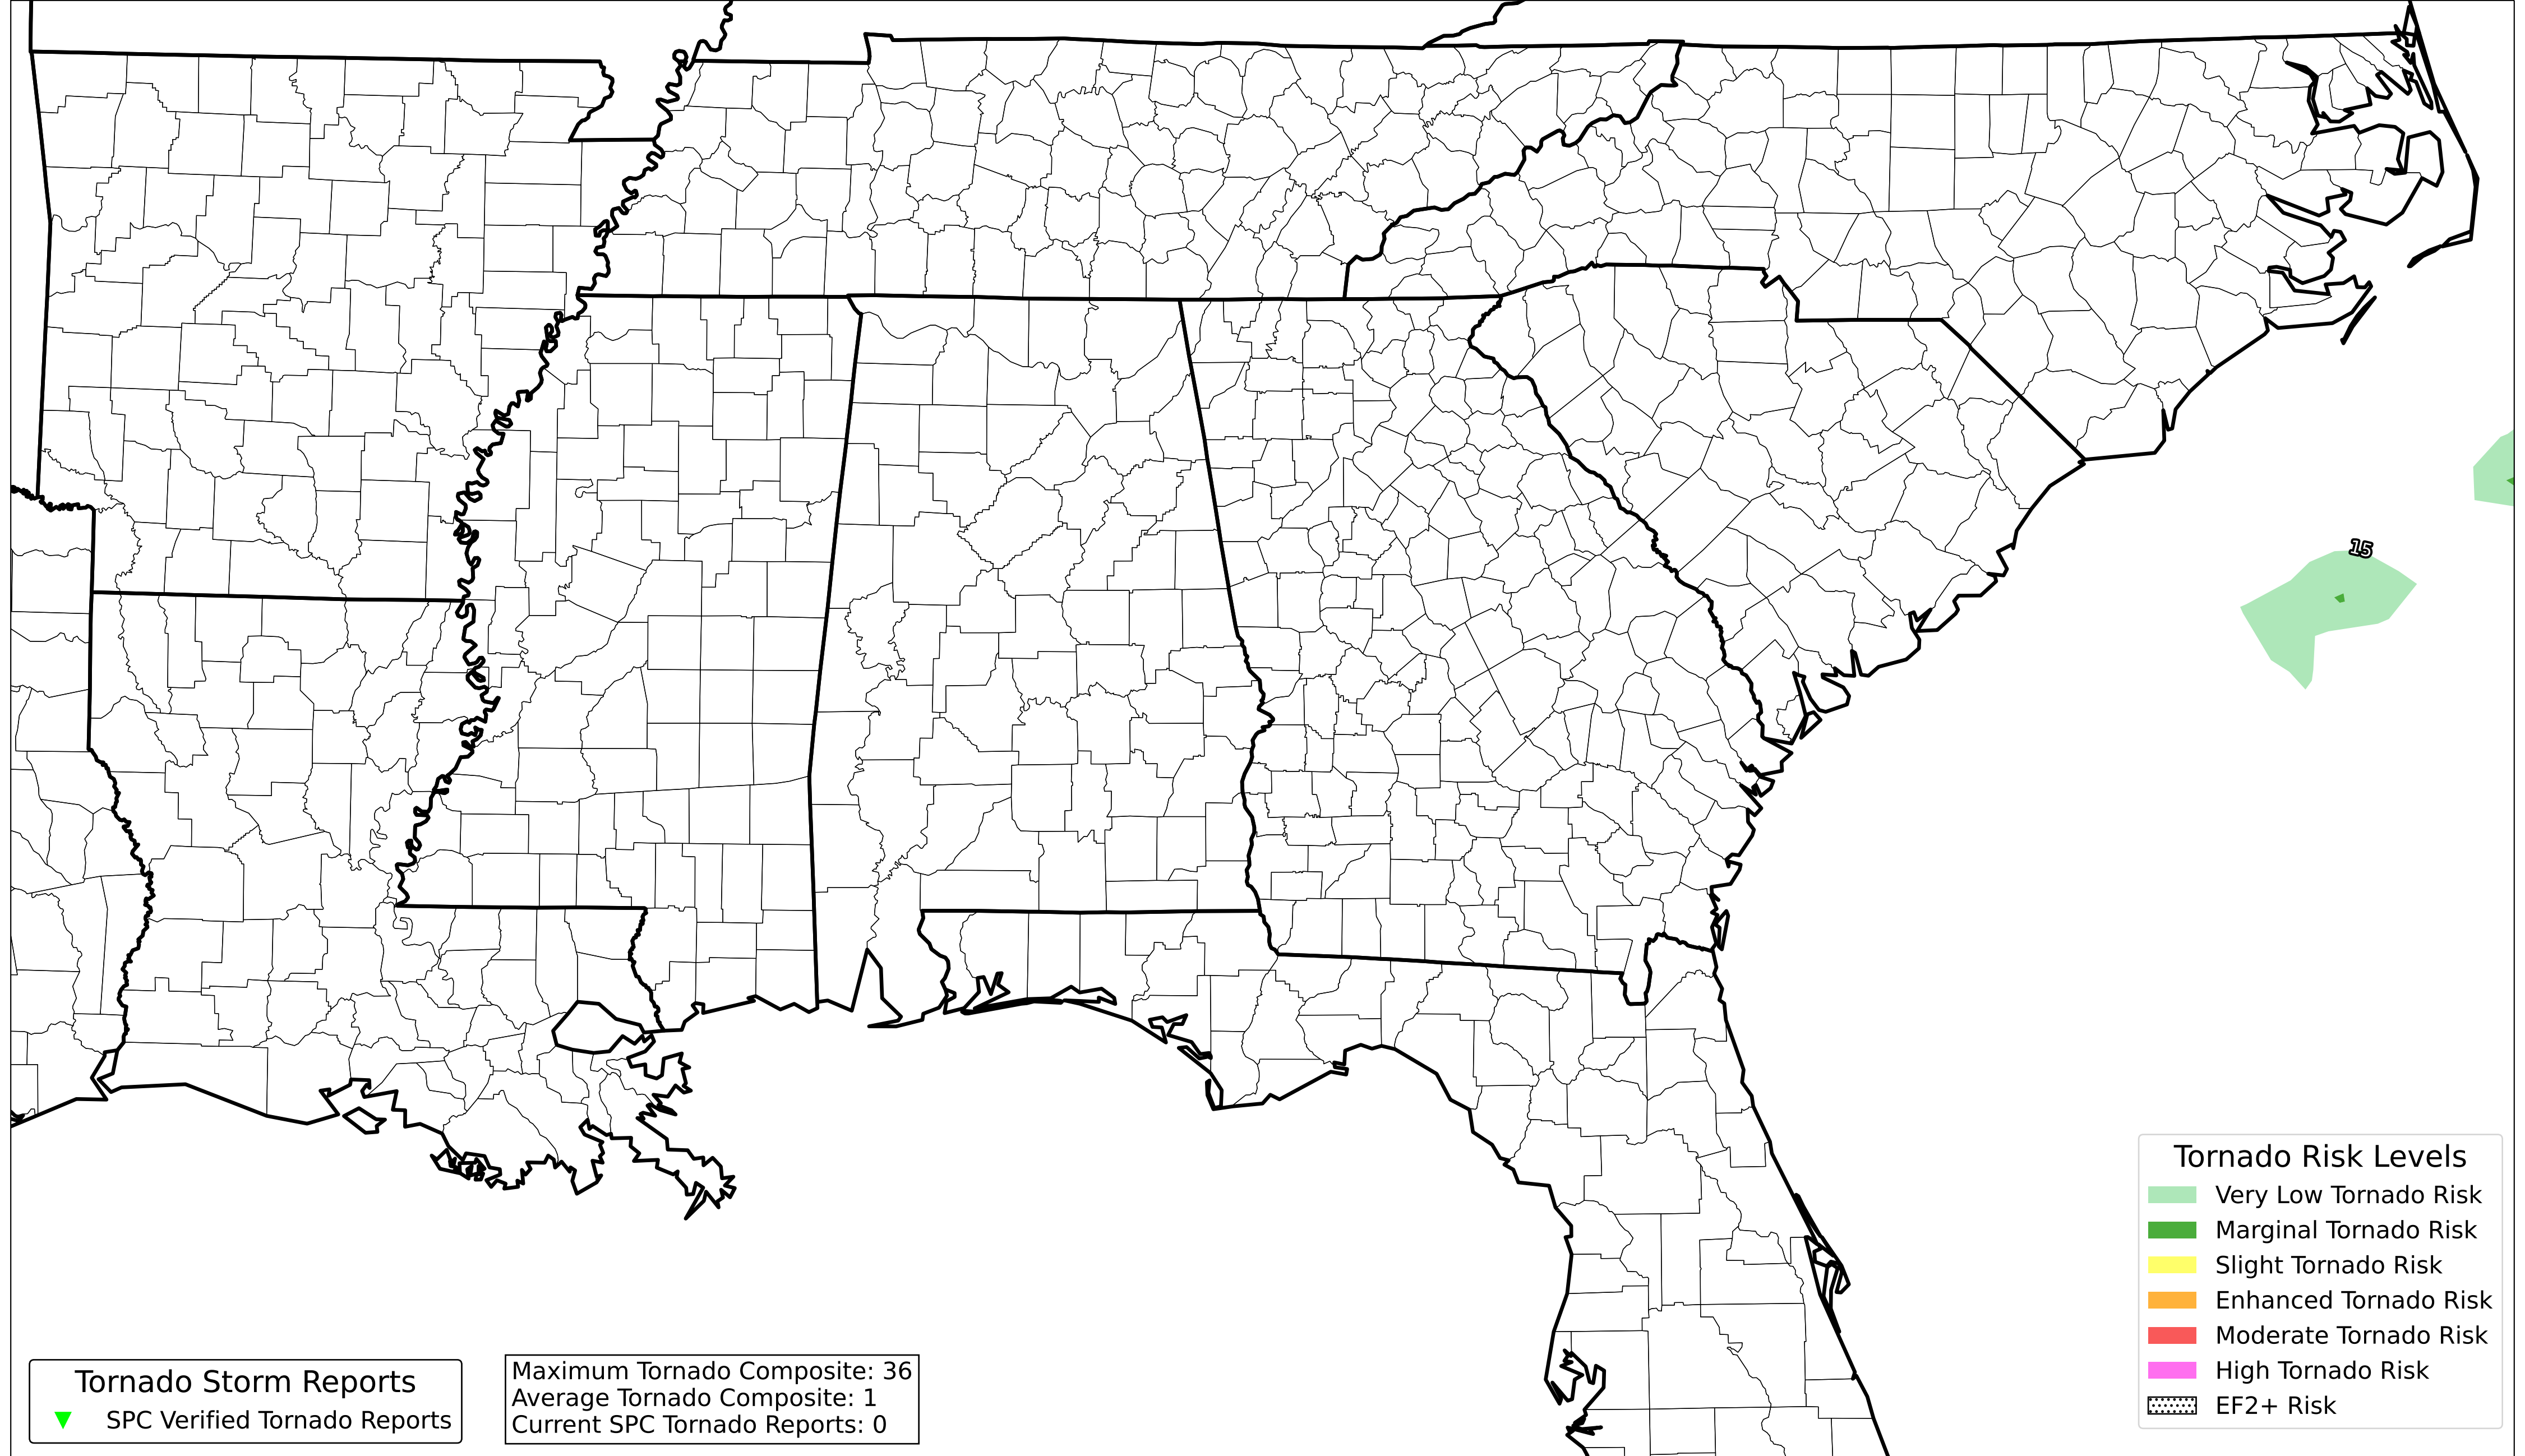 15
Tornado Risk Levels
Very Low Tornado Risk
Marginal Tornado Risk
Slight Tornado Risk
Enhanced Tornado Risk
Moderate Tornado Risk
High Tornado Risk
EF2+ Risk
Tornado Storm Reports
SPC Verified Tornado Reports
Maximum Tornado Composite: 36
Average Tornado Composite: 1
Current SPC Tornado Reports: 0